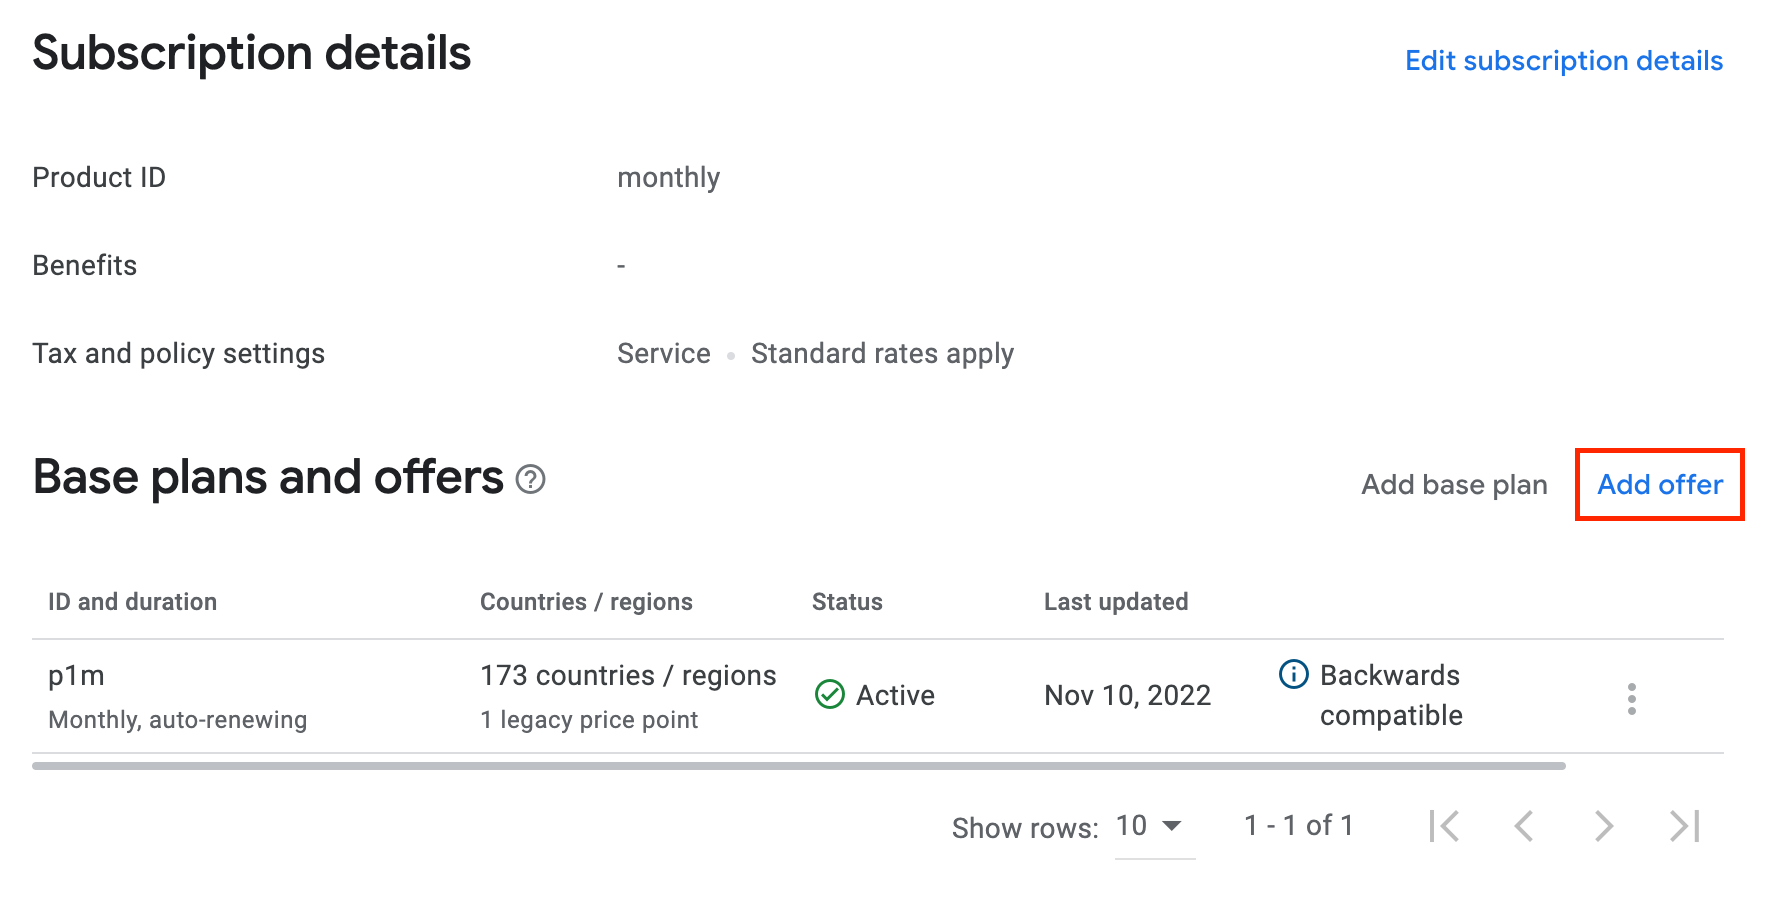 Subscription details
Edit subscription details
Product ID
monthly
Benefits
-
Tax and policy settings
Service • Standard rates apply
Base plans and offers
Add base plan
Add offer
ID and duration
Countries / regions
Status
Last updated
p1m
Monthly, auto-renewing
173 countries / regions
1 legacy price point
Active
Nov 10, 2022
Backwards
compatible
Show rows:
10
1 - 1 of 1